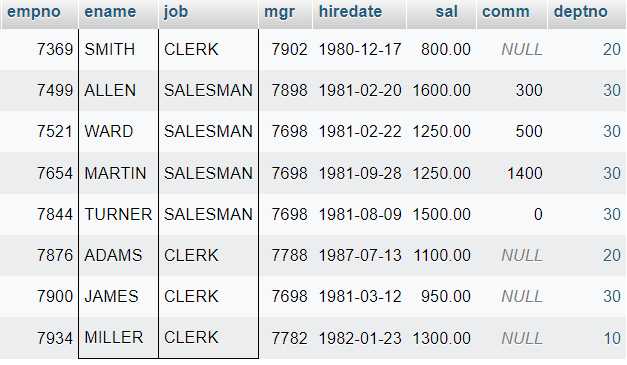 empno ename job mgr hiredate sal comm deptno
7369 SMITH CLERK 7902 1980-12-17 800.00 NULL 20
7499 ALLEN SALESMAN 7898 1981-02-20 1600.00 300 30
7521 WARD SALESMAN 7698 1981-02-22 1250.00 500 30
7654 MARTIN SALESMAN 7698 1981-09-28 1250.00 1400 30
7844 TURNER SALESMAN 7698 1981-08-09 1500.00 0 30
7876 ADAMS CLERK 7788 1987-07-13 1100.00 NULL 20
7900 JAMES CLERK 7698 1981-03-12 950.00 NULL 30
7934 MILLER CLERK 7782 1982-01-23 1300.00 NULL 10